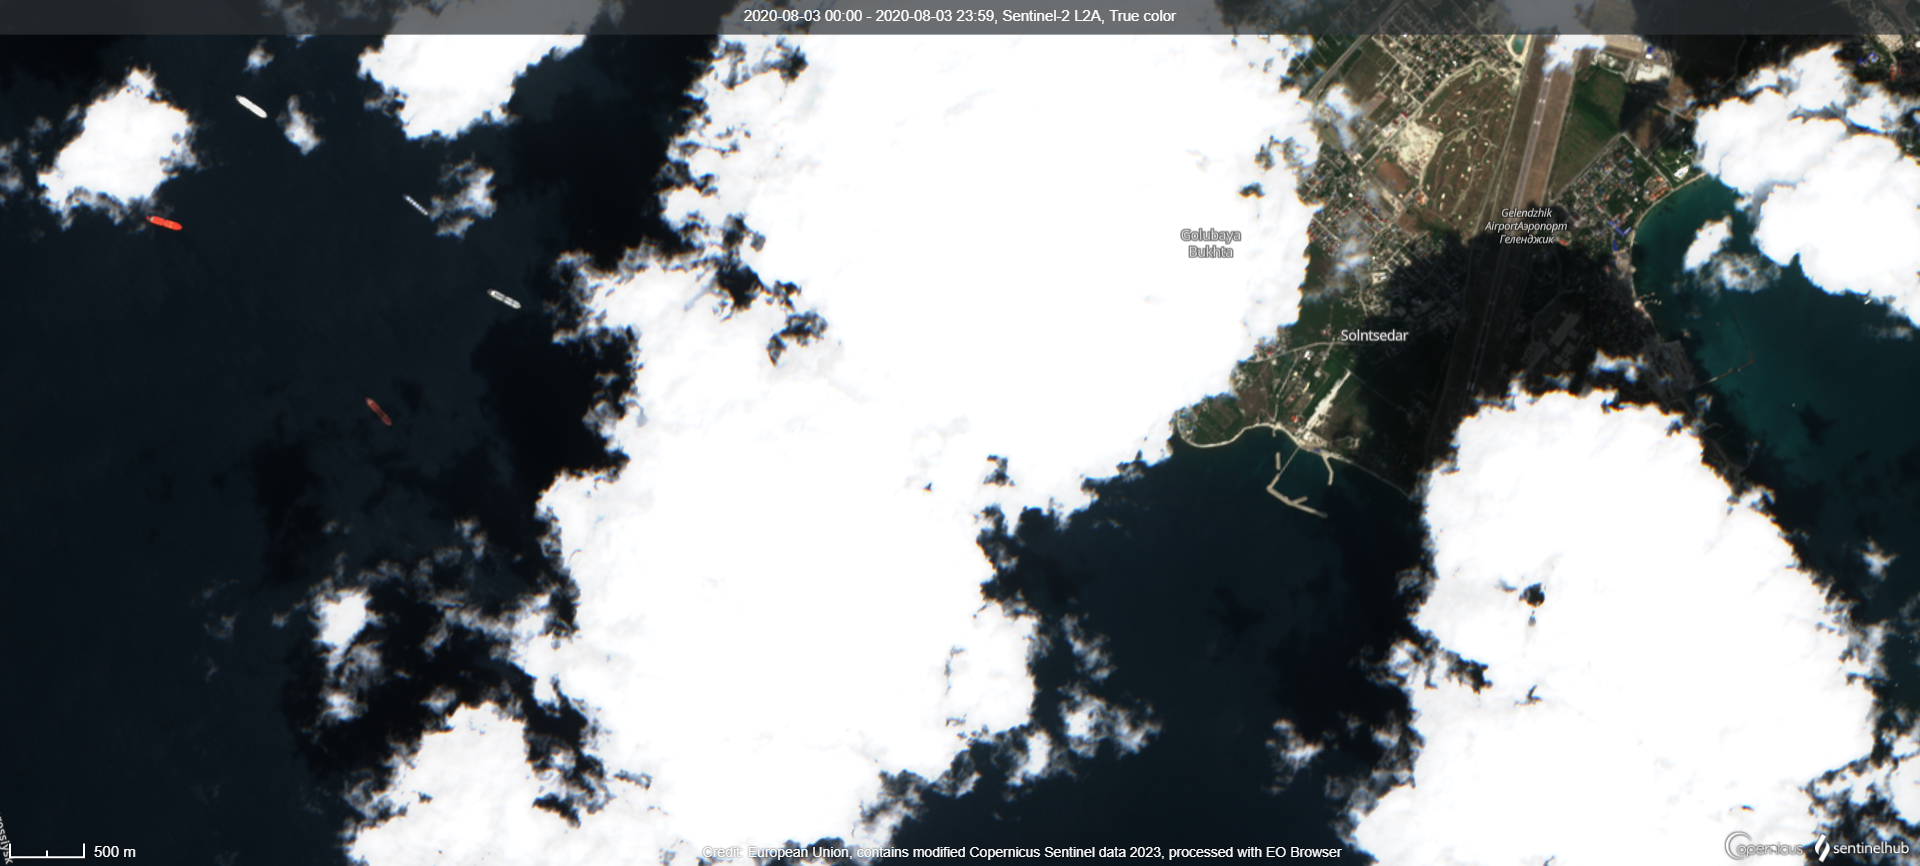 2020-08-03 00:00 - 2020-08-03 23:59, Sentinel-2 L2A, True color
Gelendzhik
AirportАэропорт
Геленджик
Golubaya
Bukhta
Solntsedar
500 m
Credit: European Union, contains modified Copernicus Sentinel data 2023, processed with EO Browser
Copernicus
sentinelhub